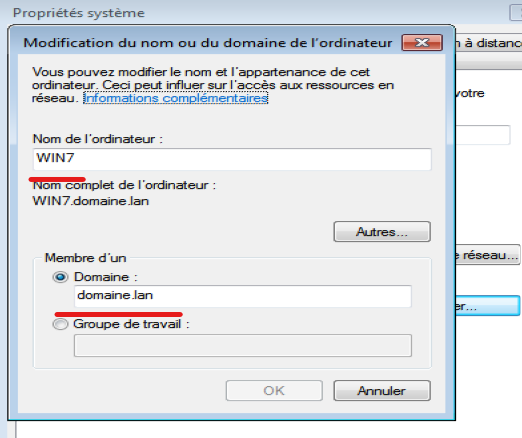 Propriétés système
Modification du nom ou du domaine de l'ordinateur
n à distanc
Vous pouvez modifier le nom et l'appartenance de cet
ordinateur. Ceci peut influer sur l'accès aux ressources en
réseau. Informations complémentaires
votre
Nom de l'ordinateur :
WIN7
Nom complet de l'ordinateur :
WIN7.domaine.lan
Autres...
Membre d'un
réseau...
Domaine :
domaine.lan
er...
Groupe de travail :
OK
Annuler